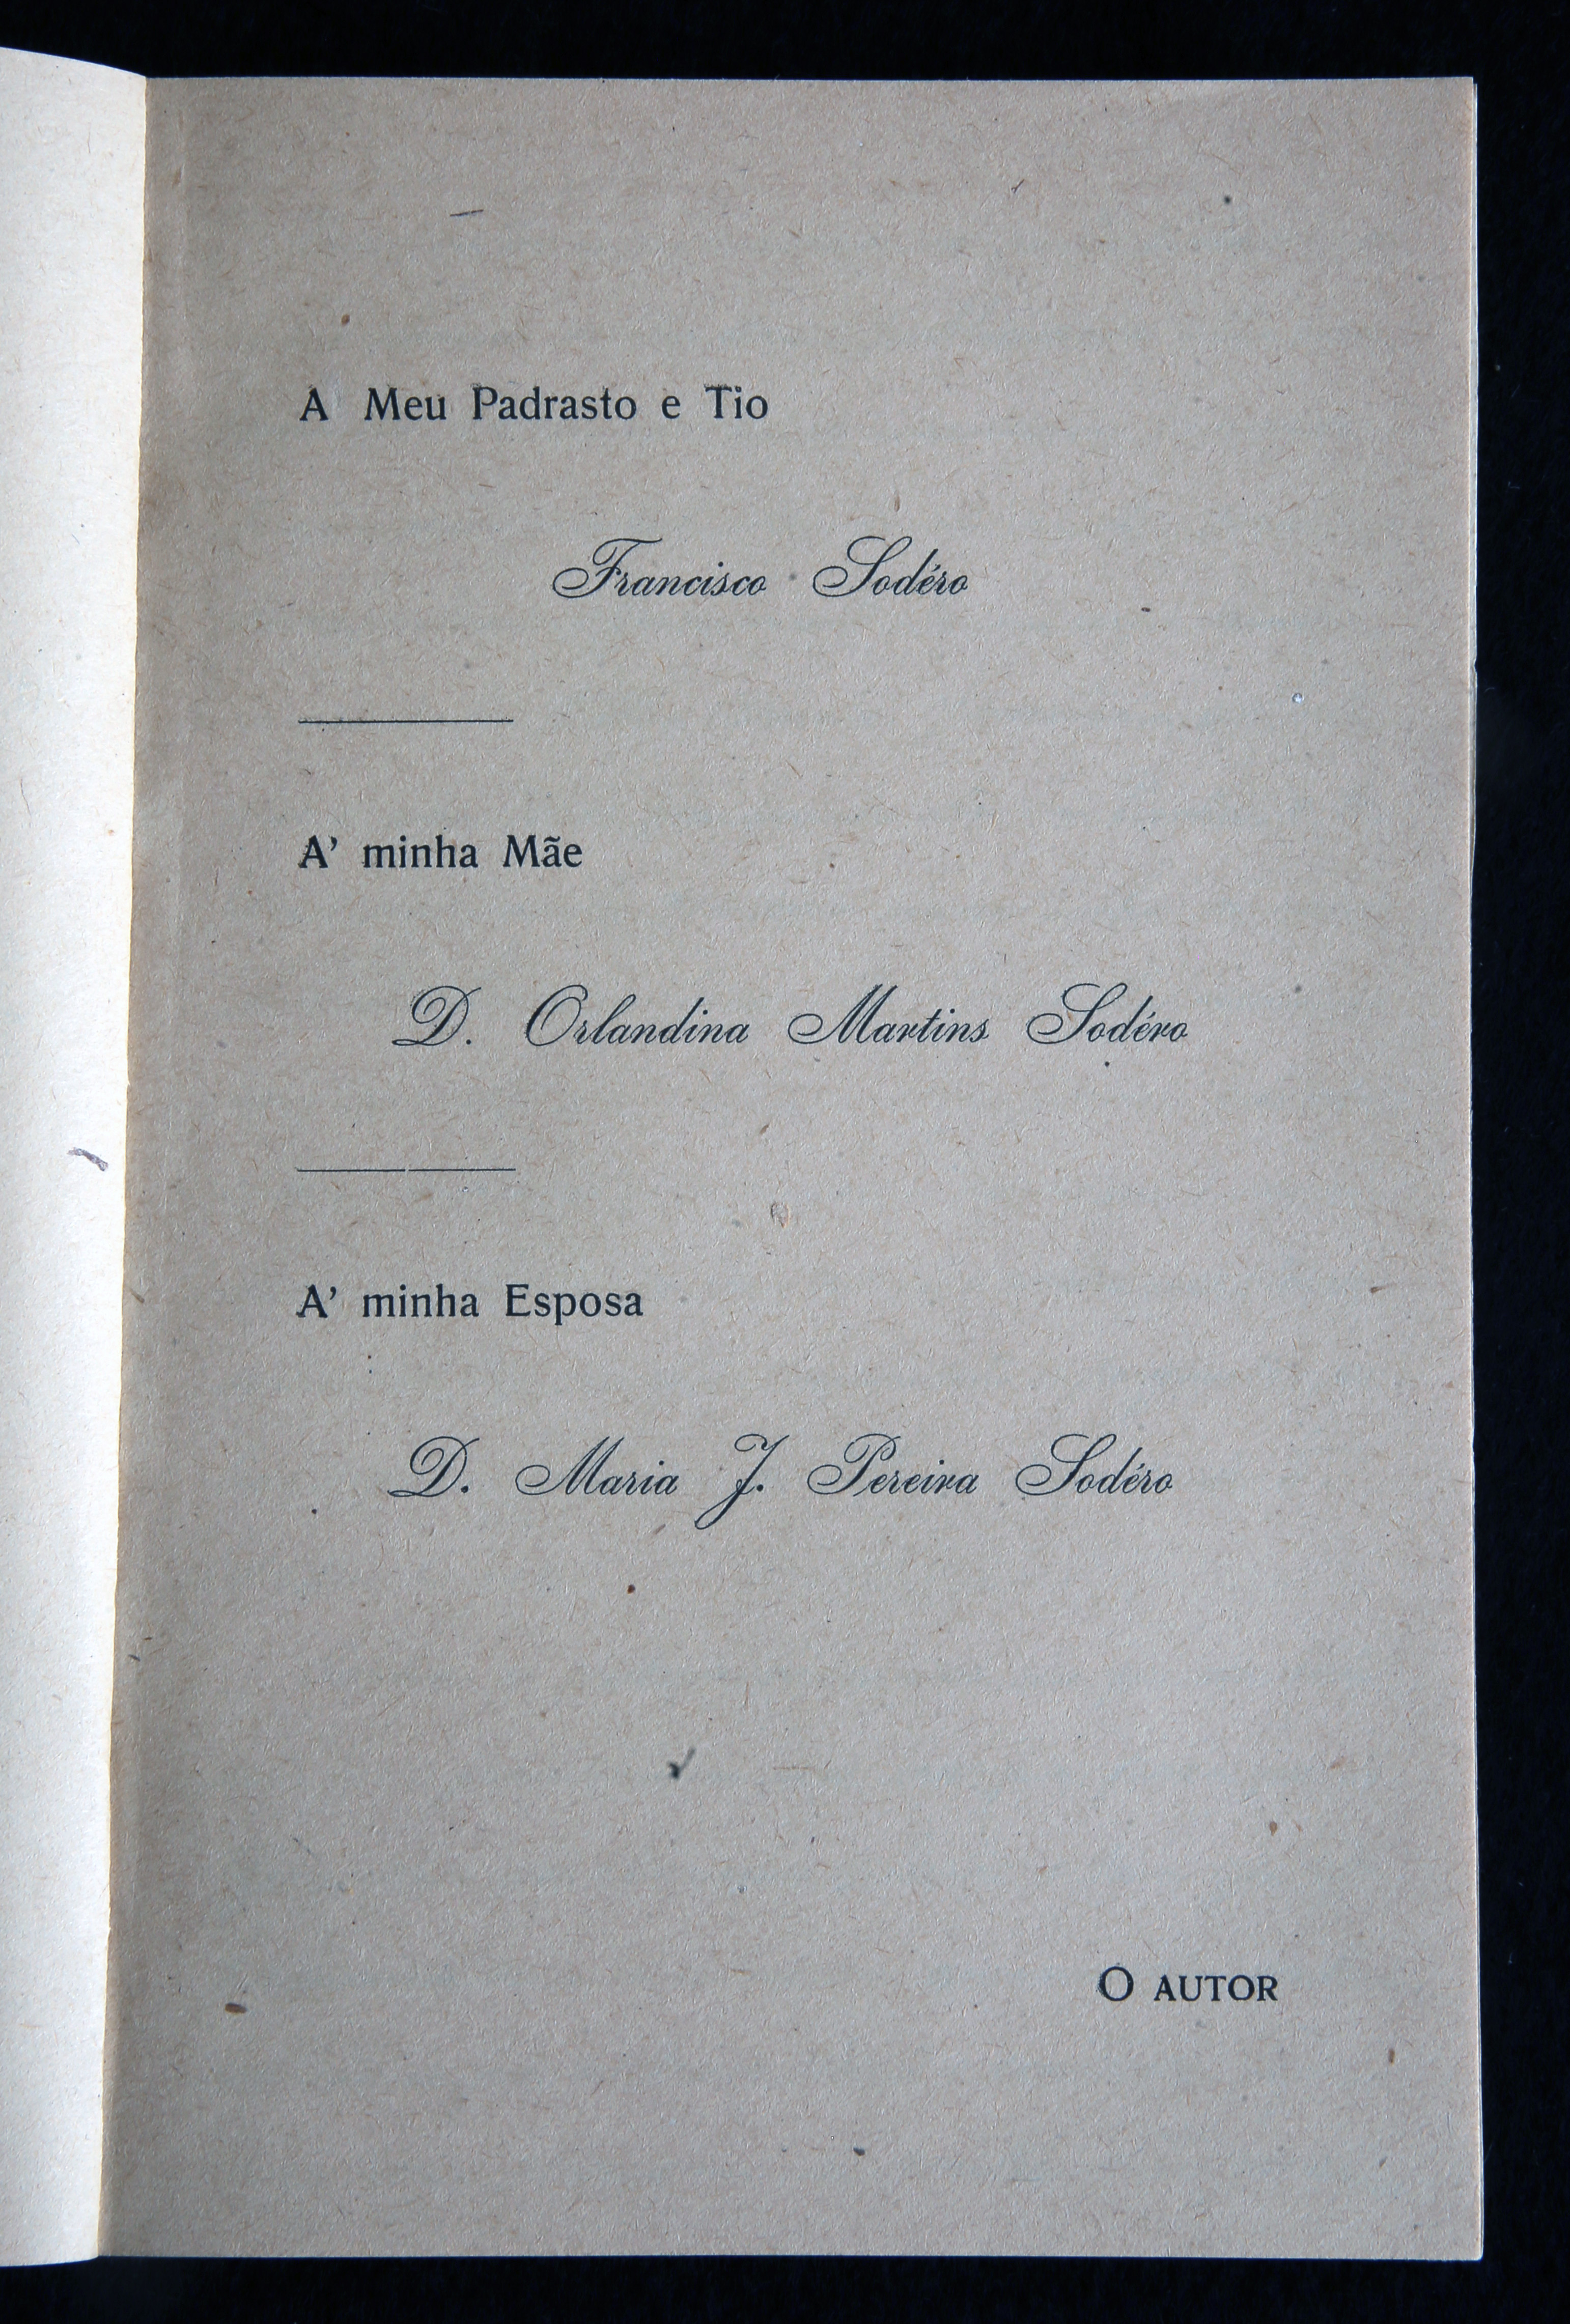 A Meu Padrasto e Tio
Francisco Sodéro
A' minha Mãe
D. Orlandina Martins Sodéro
A' minha Esposa
D. Maria J. Pereira Sodéro
O AUTOR